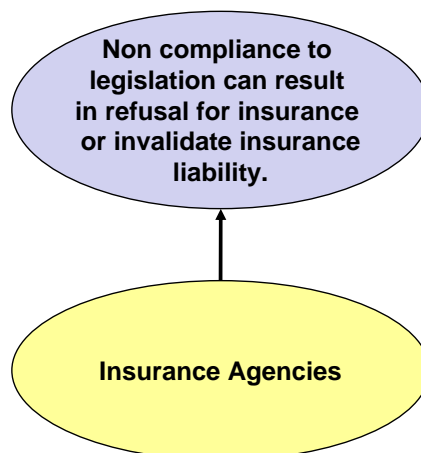 Non compliance to
legislation can result
in refusal for insurance
or invalidate insurance
liability.
Insurance Agencies